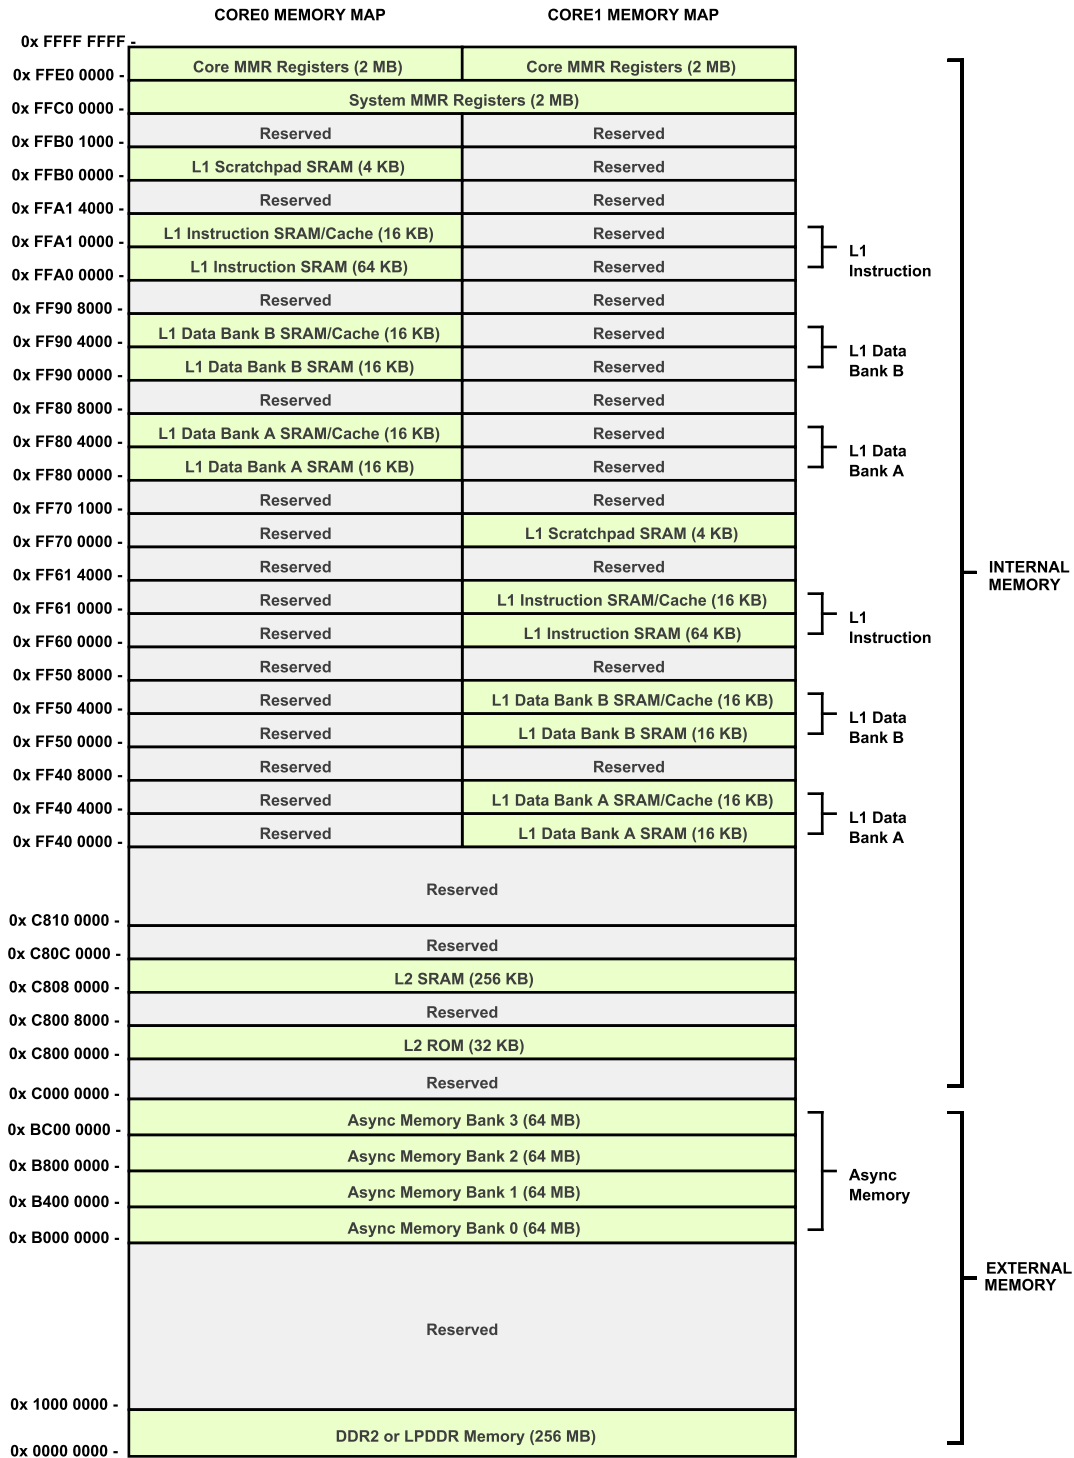 CORE0 MEMORY MAP CORE1 MEMORY MAP
0x FFFF FFFF -
Core MMR Registers (2 MB) Core MMR Registers (2 MB)
0x FFE0 0000 -
System MMR Registers (2 MB)
0x FFC0 0000 -
Reserved Reserved
0x FFB0 1000 -
L1 Scratchpad SRAM (4 KB) Reserved
0x FFB0 0000 -
Reserved Reserved
0x FFA1 4000 -
L1 Instruction SRAM/Cache (16 KB) Reserved
0x FFA1 0000 -
L1
Instruction
L1 Instruction SRAM (64 KB) Reserved
0x FFA0 0000 -
Reserved Reserved
0x FF90 8000 -
L1 Data Bank B SRAM/Cache (16 KB) Reserved
0x FF90 4000 -
L1 Data
Bank B
L1 Data Bank B SRAM (16 KB) Reserved
0x FF90 0000 -
Reserved Reserved
0x FF80 8000 -
L1 Data Bank A SRAM/Cache (16 KB) Reserved
0x FF80 4000 -
L1 Data
Bank A
L1 Data Bank A SRAM (16 KB) Reserved
0x FF80 0000 -
Reserved Reserved
0x FF70 1000 -
Reserved L1 Scratchpad SRAM (4 KB)
0x FF70 0000 -
Reserved Reserved
0x FF61 4000 -
INTERNAL
MEMORY
Reserved L1 Instruction SRAM/Cache (16 KB)
0x FF61 0000 -
L1
Instruction
Reserved L1 Instruction SRAM (64 KB)
0x FF60 0000 -
Reserved Reserved
0x FF50 8000 -
Reserved L1 Data Bank B SRAM/Cache (16 KB)
0x FF50 4000 -
L1 Data
Bank B
Reserved L1 Data Bank B SRAM (16 KB)
0x FF50 0000 -
Reserved Reserved
0x FF40 8000 -
Reserved L1 Data Bank A SRAM/Cache (16 KB)
0x FF40 4000 -
L1 Data
Bank A
Reserved L1 Data Bank A SRAM (16 KB)
0x FF40 0000 -
Reserved
0x C810 0000 -
Reserved
0x C80C 0000 -
L2 SRAM (256 KB)
0x C808 0000 -
Reserved
0x C800 8000 -
L2 ROM (32 KB)
0x C800 0000 -
Reserved
0x C000 0000 -
Async Memory Bank 3 (64 MB)
0x BC00 0000 -
Async Memory Bank 2 (64 MB)
0x B800 0000 -
Async
Memory
Async Memory Bank 1 (64 MB)
0x B400 0000 -
Async Memory Bank 0 (64 MB)
0x B000 0000 -
EXTERNAL
MEMORY
Reserved
0x 1000 0000 -
DDR2 or LPDDR Memory (256 MB)
0x 0000 0000 -